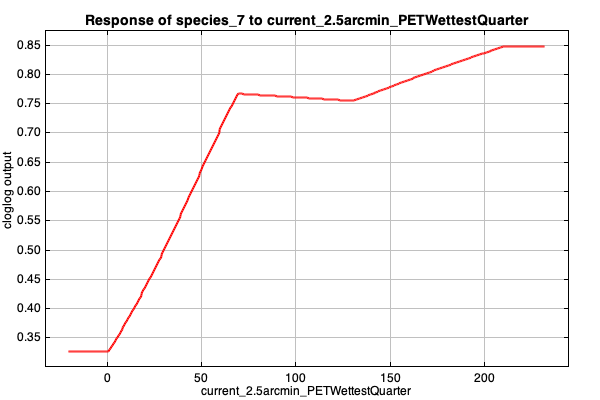 Response of species_7 to current_2.5arcmin_PETWettestQuarter
0.85
0.80
0.75
0.70
0.65
0.60
0.55
0.50
0.45
0.40
0.35
cloglog output
0 50 100 150 200
current_2.5arcmin_PETWettestQuarter